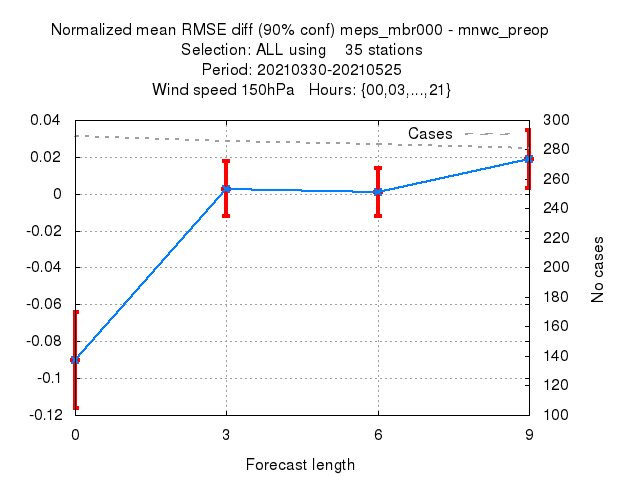 Normalized mean RMSE diff (90% conf) meps_mbr000 - mnwc_preop
Selection: ALL using 35 stations
Period: 20210330-20210525
Wind speed 150hPa Hours: {00,03,...,21}
Cases
0.04
0.02
0
-0.02
-0.04
-0.06
-0.08
-0.1
-0.12
300
280
260
240
220
200
180
160
140
120
100
No cases
0 3 6 9
Forecast length